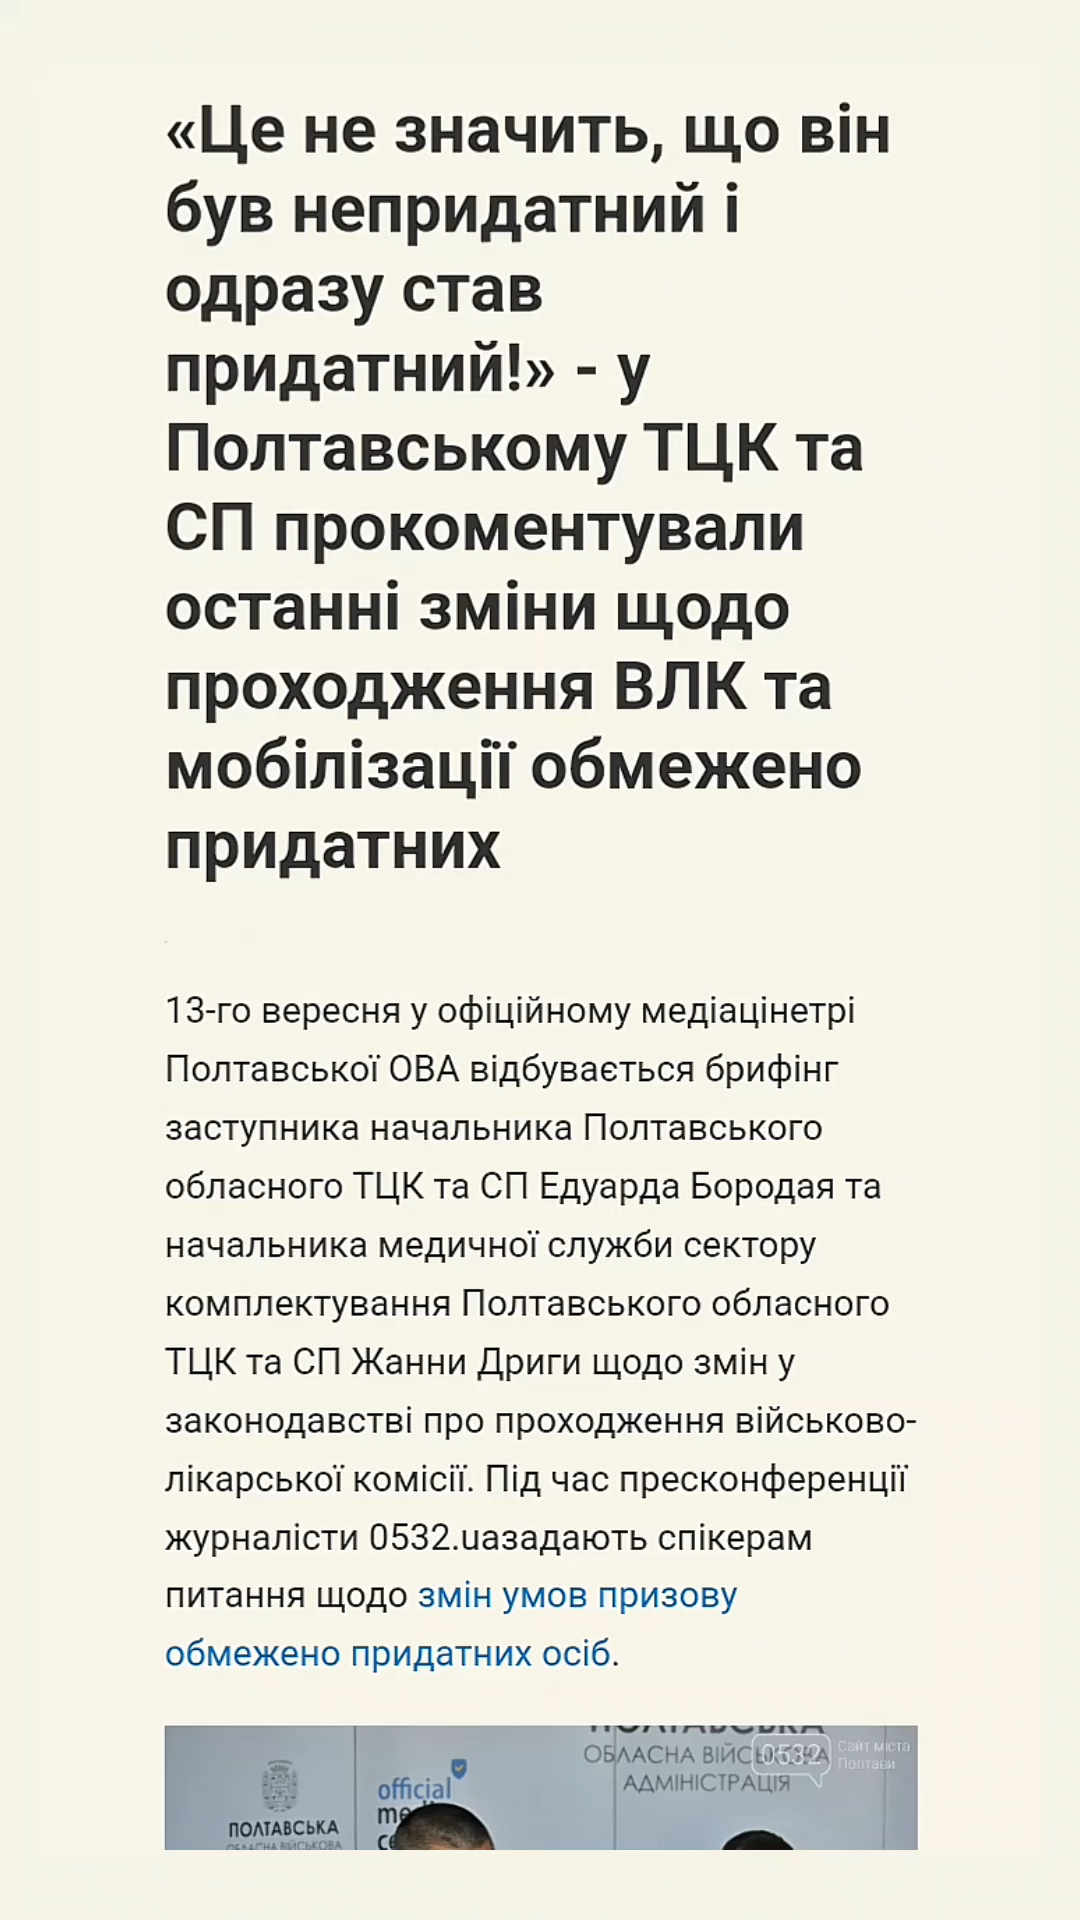 «Це не значить, що він
був непридатний і
одразу став
придатний!» - у
Полтавському ТЦК та
СП прокоментували
останні зміни щодо
проходження ВЛК та
мобілізації обмежено
придатних
13-го вересня у офіційному медіацінетрі
Полтавської ОВА відбувається брифінг
заступника начальника Полтавського
обласного ТЦК та СП Едуарда Бородая та
начальника медичної служби сектору
комплектування Полтавського обласного
ТЦК та СП Жанни Дриги щодо змін у
законодавстві про проходження військово-
лікарської комісії. Під час пресконференції
журналісти 0532.uaзадають спікерам
питання щодо змін умов призову
обмежено придатних осіб.
ПОЛТАВСЬКА
ОБЛАСНА ВІЙСЬКОВА
АДМІНІСТРАЦІЯ
0532
Сайт міста
Полтави
official
ПОЛТАВСЬКА
ОБЛАСНА ВІЙСЬКОВА